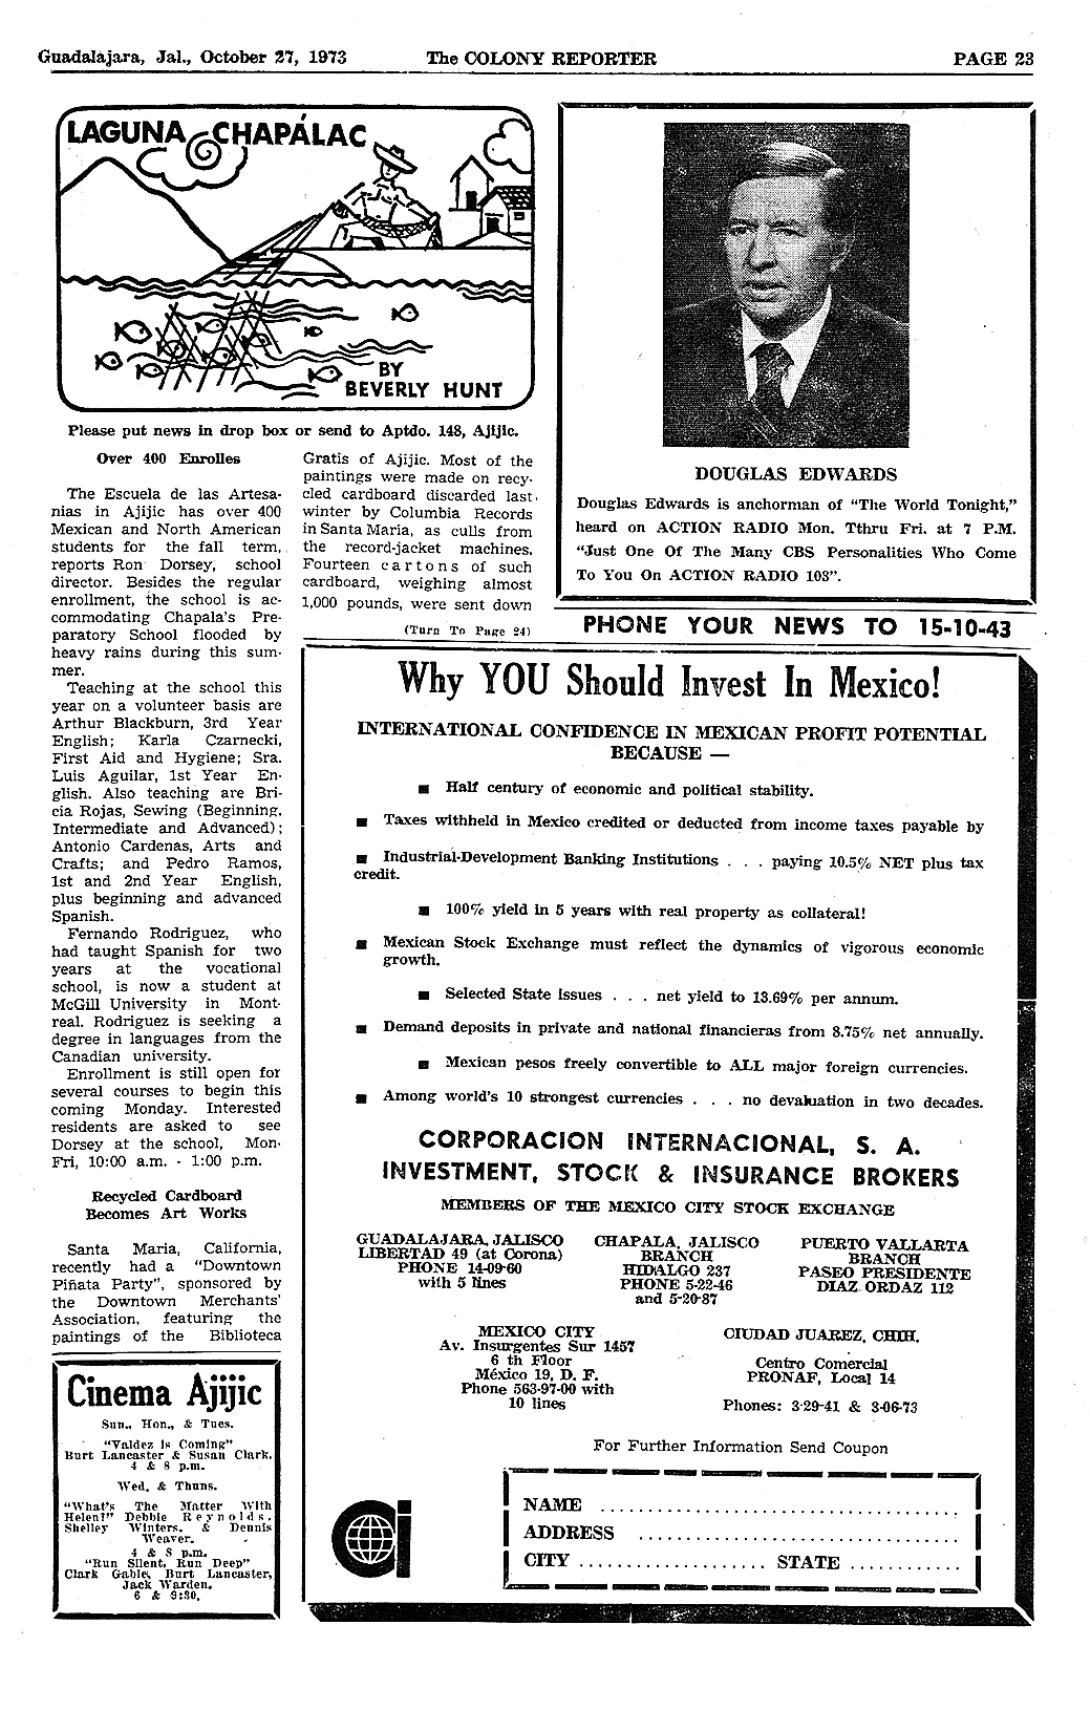 Guadalajara, Jal., October 27, 1973 The COLONY REPORTER PAGE 23
LAGUNA CHAPÁLAC
BY
BEVERLY HUNT
Please put news in drop box or send to Aptdo. 148, Ajijic.
Over 400 Enrolles
The Escuela de las Artesa-
nias in Ajijic has over 400
Mexican and North American
students for the fall term,
reports Ron Dorsey, school
director. Besides the regular
enrollment, the school is ac-
commodating Chapala's Pre-
paratory School flooded by
heavy rains during this sum-
mer.
Teaching at the school this
year on a volunteer basis are
Arthur Blackburn, 3rd Year
English; Karla Czarnecki,
First Aid and Hygiene; Sra.
Luis Aguilar, 1st Year En-
glish. Also teaching are Bri-
cia Rojas, Sewing (Beginning,
Intermediate and Advanced);
Antonio Cardenas, Arts and
Crafts; and Pedro Ramos,
1st and 2nd Year English,
plus beginning and advanced
Spanish.
Fernando Rodriguez, who
had taught Spanish for two
years at the vocational
school, is now a student at
McGill University in Mont-
real. Rodriguez is seeking a
degree in languages from the
Canadian university.
Enrollment is still open for
several courses to begin this
coming Monday. Interested
residents are asked to see
Dorsey at the school, Mon-
Fri, 10:00 a.m. - 1:00 p.m.
Recycled Cardboard
Becomes Art Works
Santa Maria, California,
recently had a "Downtown
Piñata Party", sponsored by
the Downtown Merchants'
Association, featuring the
paintings of the Biblioteca
Gratis of Ajijic. Most of the
paintings were made on recy-
cled cardboard discarded last
winter by Columbia Records
in Santa Maria, as culls from
the record-jacket machines.
Fourteen cartons of such
cardboard, weighing almost
1,000 pounds, were sent down
(Turn To Page 24)
Cinema Ajijic
Sun., Hon., & Tues.
"Valdez is Coming"
Burt Lancaster & Susan Clark.
4 & 8 p.m.
Wed. & Thuns.
"What's The Matter With
Helen?" Debbie Reynolds.
Shelley Winters. & Dennis
Weaver.
4 & 8 p.m.
"Run Silent, Run Deep"
Clark Gable, Burt Lancaster,
Jack Warden.
6 & 9:30.
DOUGLAS EDWARDS
Douglas Edwards is anchorman of "The World Tonight,"
heard on ACTION RADIO Mon. Tthru Fri. at 7 P.M.
"Just One Of The Many CBS Personalities Who Come
To You On ACTION RADIO 103".
PHONE YOUR NEWS TO 15-10-43
Why YOU Should Invest In Mexico!
INTERNATIONAL CONFIDENCE IN MEXICAN PROFIT POTENTIAL
BECAUSE —
■ Half century of economic and political stability.
■ Taxes withheld in Mexico credited or deducted from income taxes payable by
■ Industrial-Development Banking Institutions . . . paying 10.5% NET plus tax
credit.
■ 100% yield in 5 years with real property as collateral!
■ Mexican Stock Exchange must reflect the dynamics of vigorous economic
growth.
■ Selected State issues . . . net yield to 13.69% per annum.
■ Demand deposits in private and national financieras from 8.75% net annually.
■ Mexican pesos freely convertible to ALL major foreign currencies.
■ Among world's 10 strongest currencies . . . no devaluation in two decades.
CORPORACION INTERNACIONAL, S. A.
INVESTMENT, STOCK & INSURANCE BROKERS
MEMBERS OF THE MEXICO CITY STOCK EXCHANGE
GUADALAJARA, JALISCO
LIBERTAD 49 (at Corona)
PHONE 14-09-60
with 5 lines
CHAPALA, JALISCO
BRANCH
HIDALGO 237
PHONE 5-22-46
and 5-20-87
PUERTO VALLARTA
BRANCH
PASEO PRESIDENTE
DIAZ ORDAZ 112
MEXICO CITY
Av. Insurgentes Sur 1457
6 th Floor
México 19, D. F.
Phone 563-97-00 with
10 lines
CIUDAD JUAREZ, CHIH.
Centro Comercial
PRONAF, Local 14
Phones: 3-29-41 & 3-06-73
For Further Information Send Coupon
NAME ....................................
ADDRESS ................................
CITY .................... STATE ............